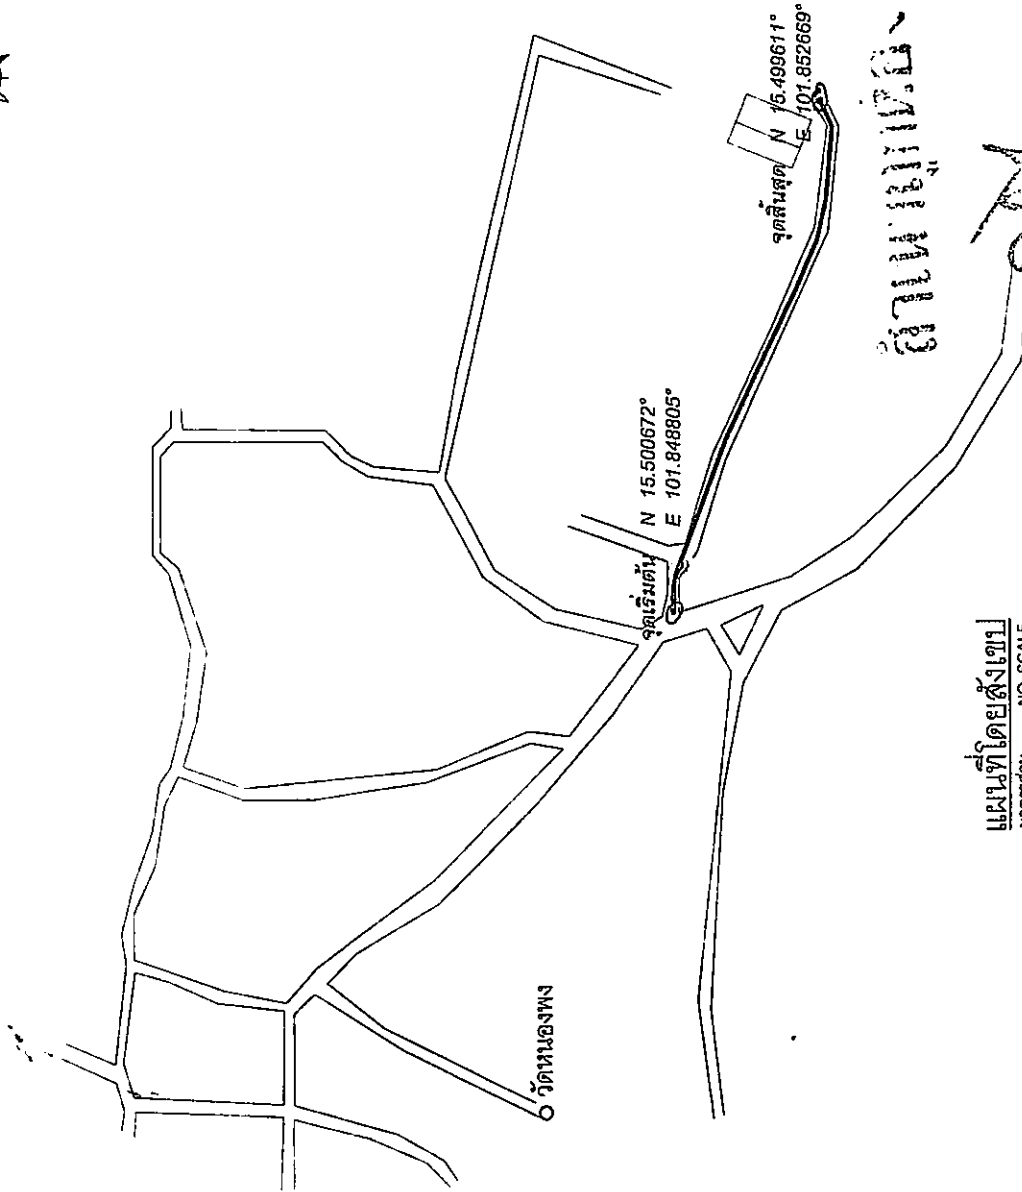 จุดสิ้นสุด N 15.499611°
E 101.852669°
จุดเริ่มต้น N 15.500672°
E 101.848805°
วัดหนองพง
แผนที่โดยสังเขป
NO SCALE